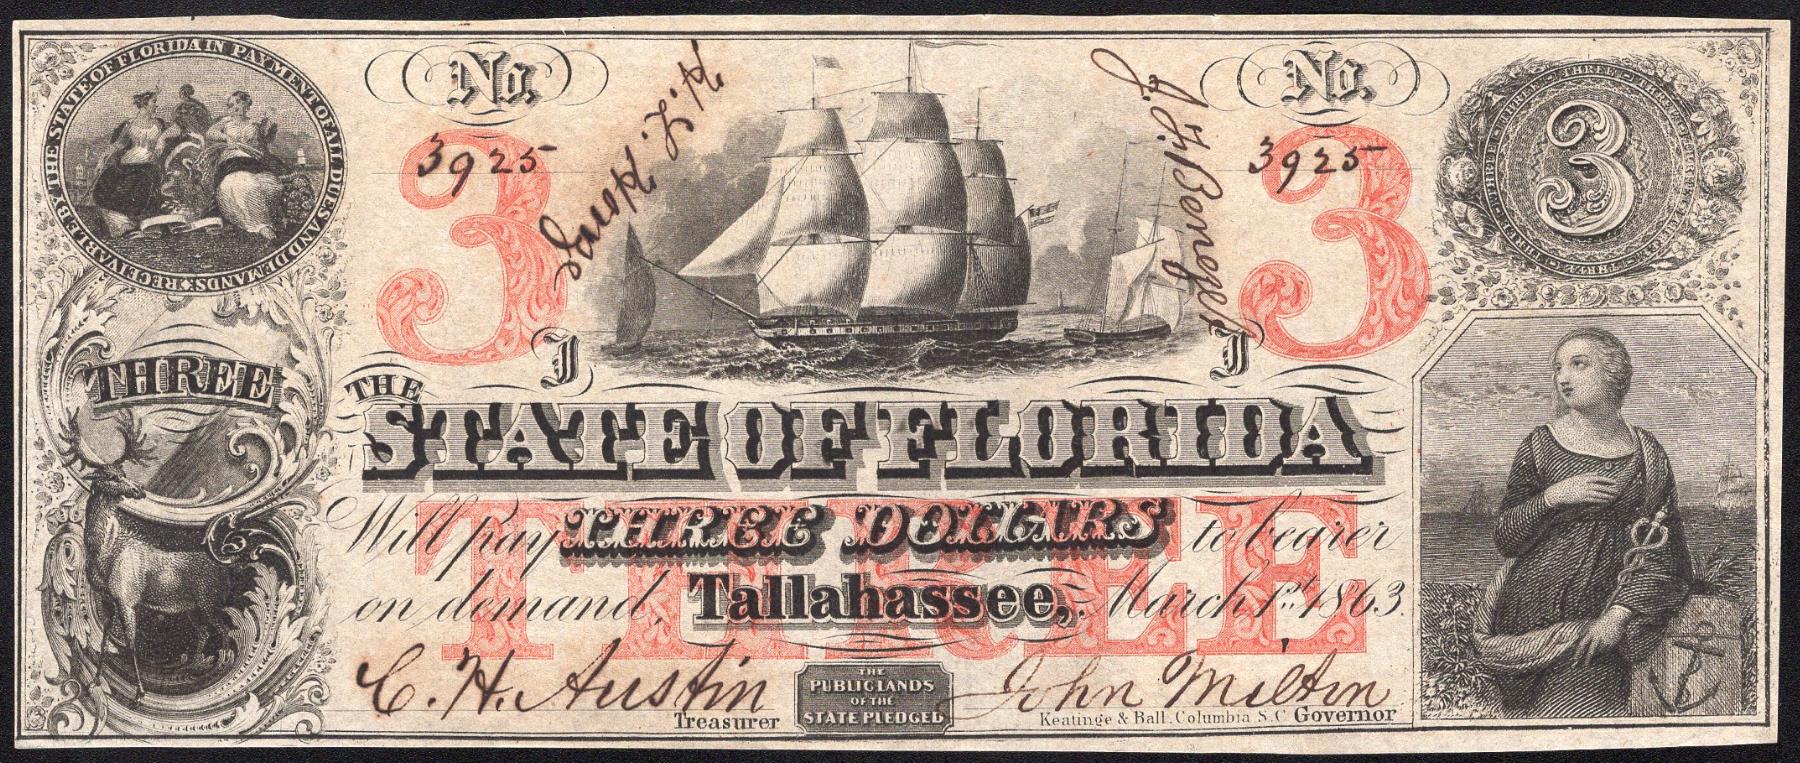 RECEIVABLE BY THE STATE OF FLORIDA IN PAYMENT OF ALL DUES AND DEMANDS
No.
3925
3
No.
3925
3
3
J
J
THREE
THE
STATE OF FLORIDA
Will pay THREE DOLLARS to bearer
on demand, Tallahassee, March 1st 1863.
THREE
C. H. Austin
Treasurer
THE
PUBLIC LANDS
OF THE
STATE PLEDGED
John Milton
Keatinge & Ball. Columbia S.C Governor